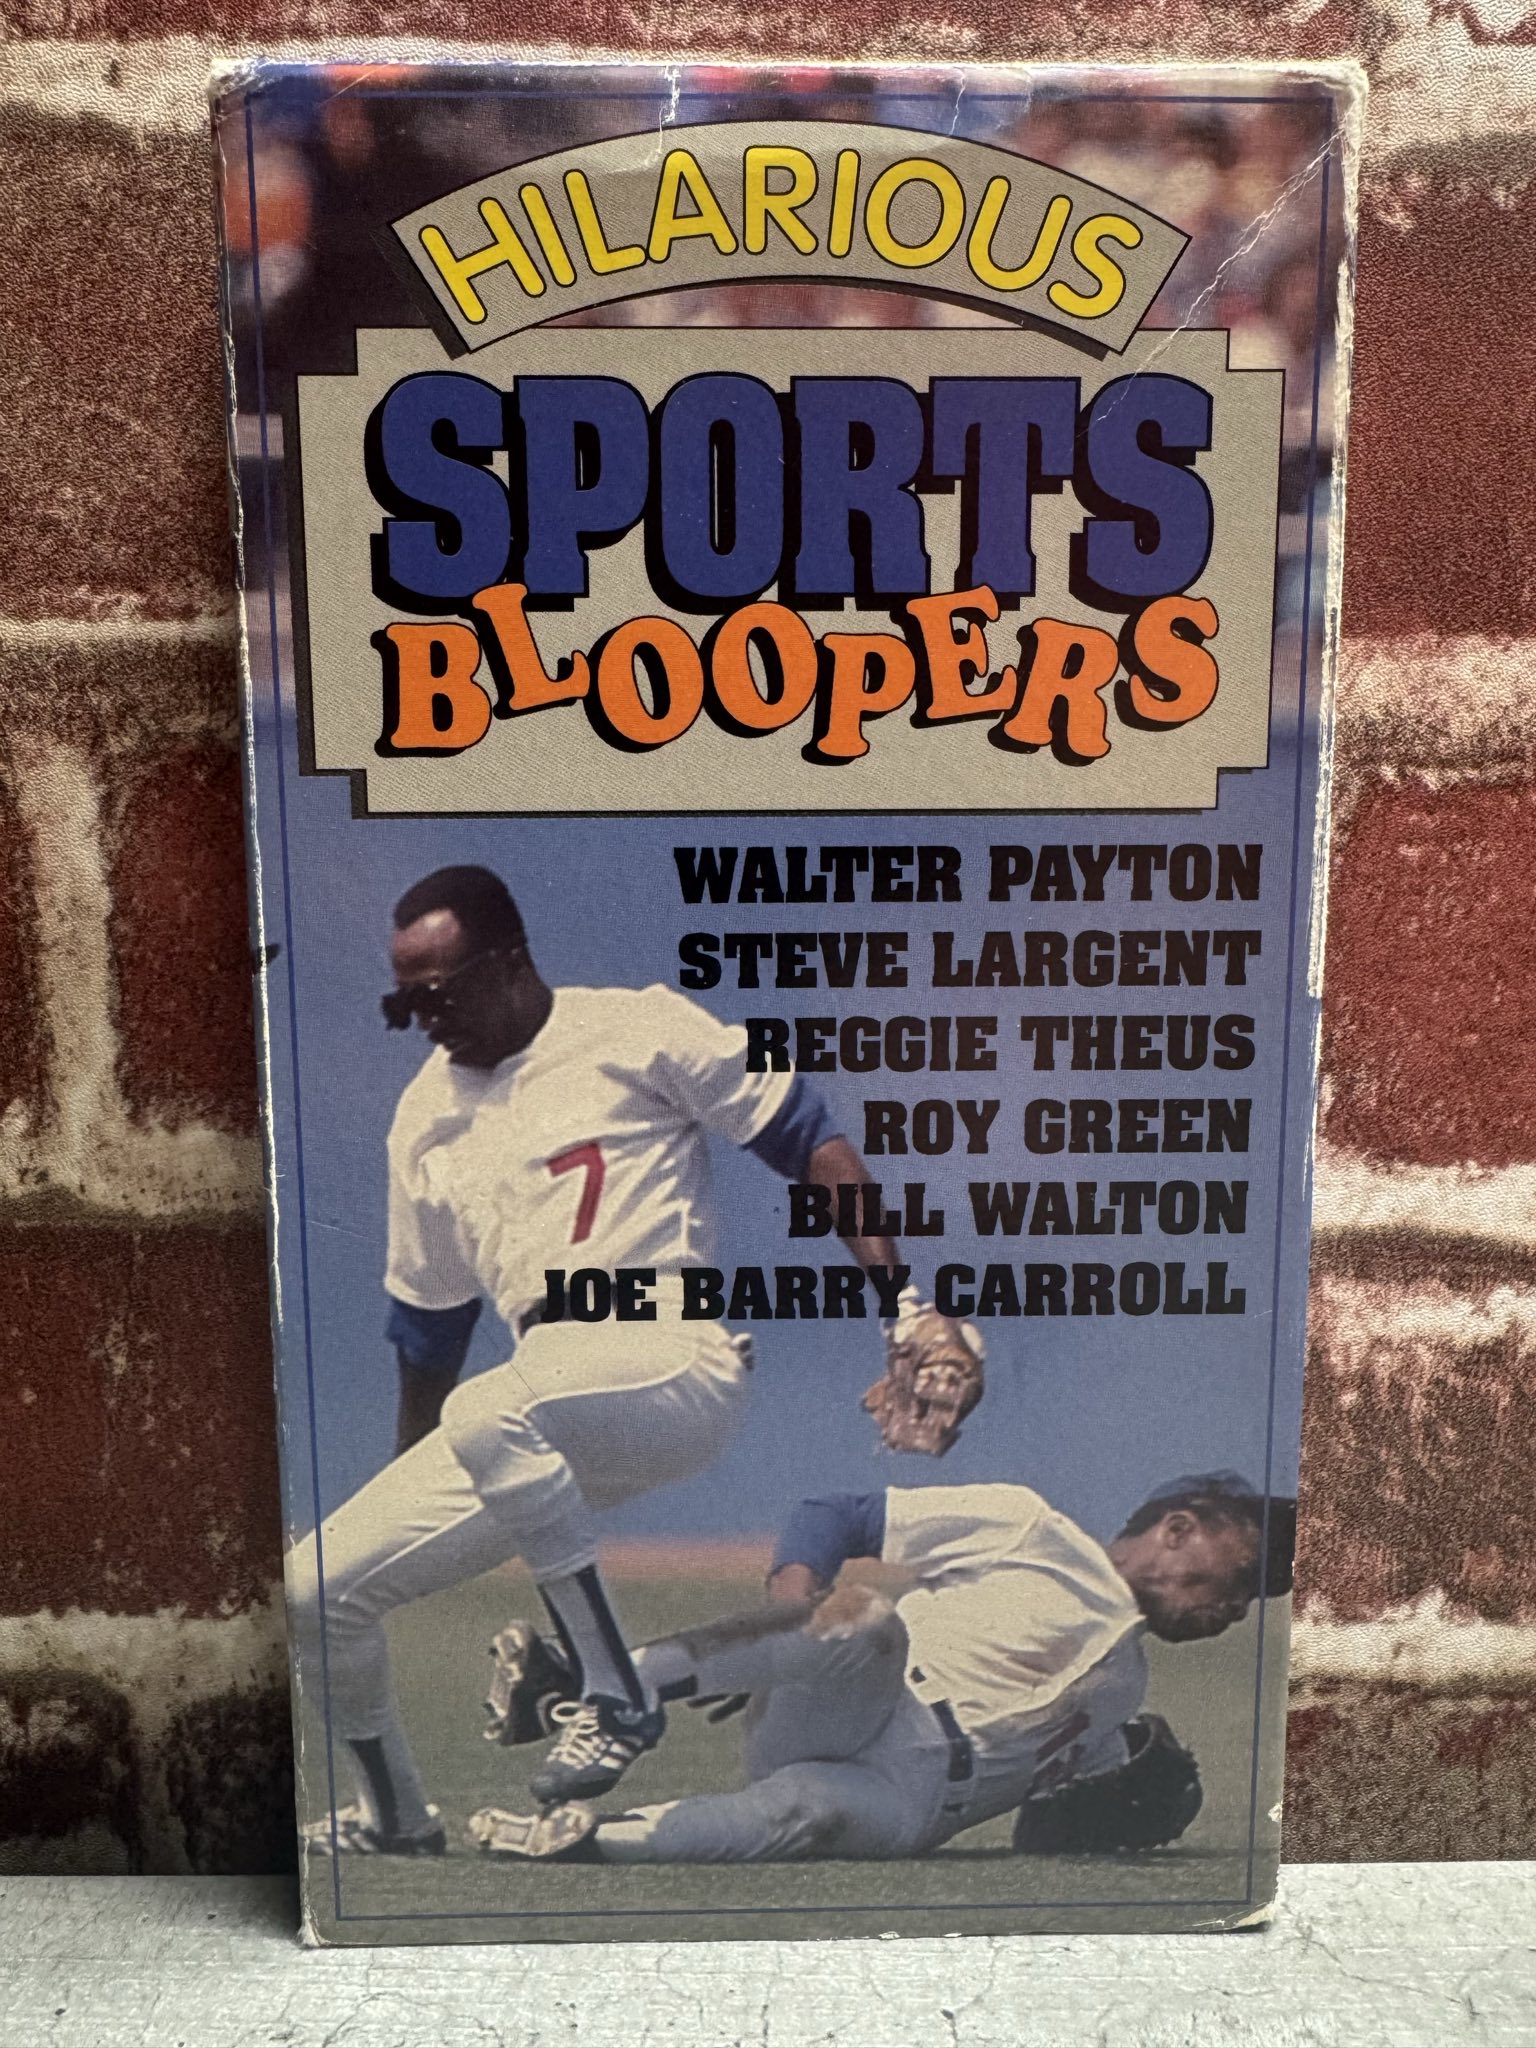 HILARIOUS
SPORTS
BLOOPERS
WALTER PAYTON
STEVE LARGENT
REGGIE THEUS
ROY GREEN
BILL WALTON
JOE BARRY CARROLL
7